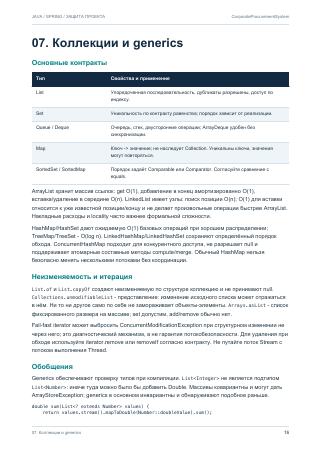 JAVA / SPRING / ЗАЩИТА ПРОЕКТА
CorporateProcurementSystem
07. Коллекции и generics
Основные контракты
Тип
Свойства и применение
List
Упорядоченная последовательность, дубликаты разрешены, доступ по
индексу.
Set
Уникальность по контракту равенства; порядок зависит от реализации.
Queue / Deque
Очередь, стек, двусторонние операции; ArrayDeque удобен без
синхронизации.
Map
Ключ -> значение; не наследует Collection. Уникальны ключи, значения
могут повторяться.
SortedSet / SortedMap
Порядок задаёт Comparable или Comparator. Согласуйте сравнение с
equals.
ArrayList хранит массив ссылок: get O(1), добавление в конец амортизированно O(1),
вставка/удаление в середине O(n). LinkedList имеет узлы: поиск позиции O(n); O(1) для вставки
относится к уже известной позиции/концу и не делает произвольные операции быстрее ArrayList.
Накладные расходы и locality часто важнее формальной сложности.
HashMap/HashSet дают ожидаемую O(1) базовых операций при хорошем распределении;
TreeMap/TreeSet - O(log n). LinkedHashMap/LinkedHashSet сохраняют определённый порядок
обхода. ConcurrentHashMap подходит для конкурентного доступа, не разрешает null и
поддерживает атомарные составные методы compute/merge. Обычный HashMap нельзя
безопасно менять несколькими потоками без координации.
Неизменяемость и итерация
List.of и List.copyOf создают неизменяемую по структуре коллекцию и не принимают null.
Collections.unmodifiableList - представление: изменение исходного списка может отражаться
в нём. Ни то ни другое само по себе не замораживает объекты-элементы. Arrays.asList - список
фиксированного размера на массиве; set допустим, add/remove обычно нет.
Fail-fast iterator может выбросить ConcurrentModificationException при структурном изменении не
через него; это диагностический механизм, а не гарантия потокобезопасности. Для удаления при
обходе используйте iterator.remove или removeIf согласно контракту. Не путайте поток Stream с
потоком выполнения Thread.
Обобщения
Generics обеспечивают проверку типов при компиляции. List<Integer> не является подтипом
List<Number>: иначе туда можно было бы добавить Double. Массивы ковариантны и могут дать
ArrayStoreException; generics в основном инвариантны и обнаруживают подобное раньше.
double sum(List<? extends Number> values) {
return values.stream().mapToDouble(Number::doubleValue).sum();
07. Коллекции и generics
16